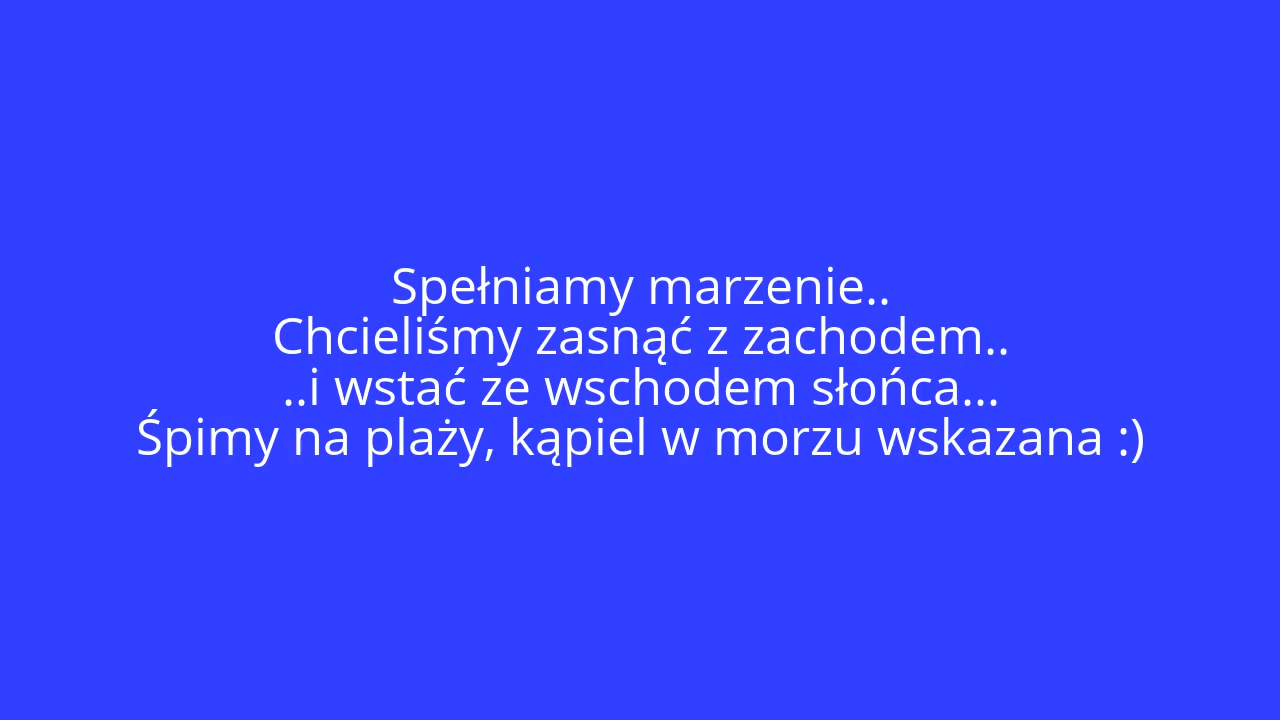 Spełniamy marzenie..
Chcieliśmy zasnąć z zachodem..
..i wstać ze wschodem słońca...
Śpimy na plaży, kąpiel w morzu wskazana :)